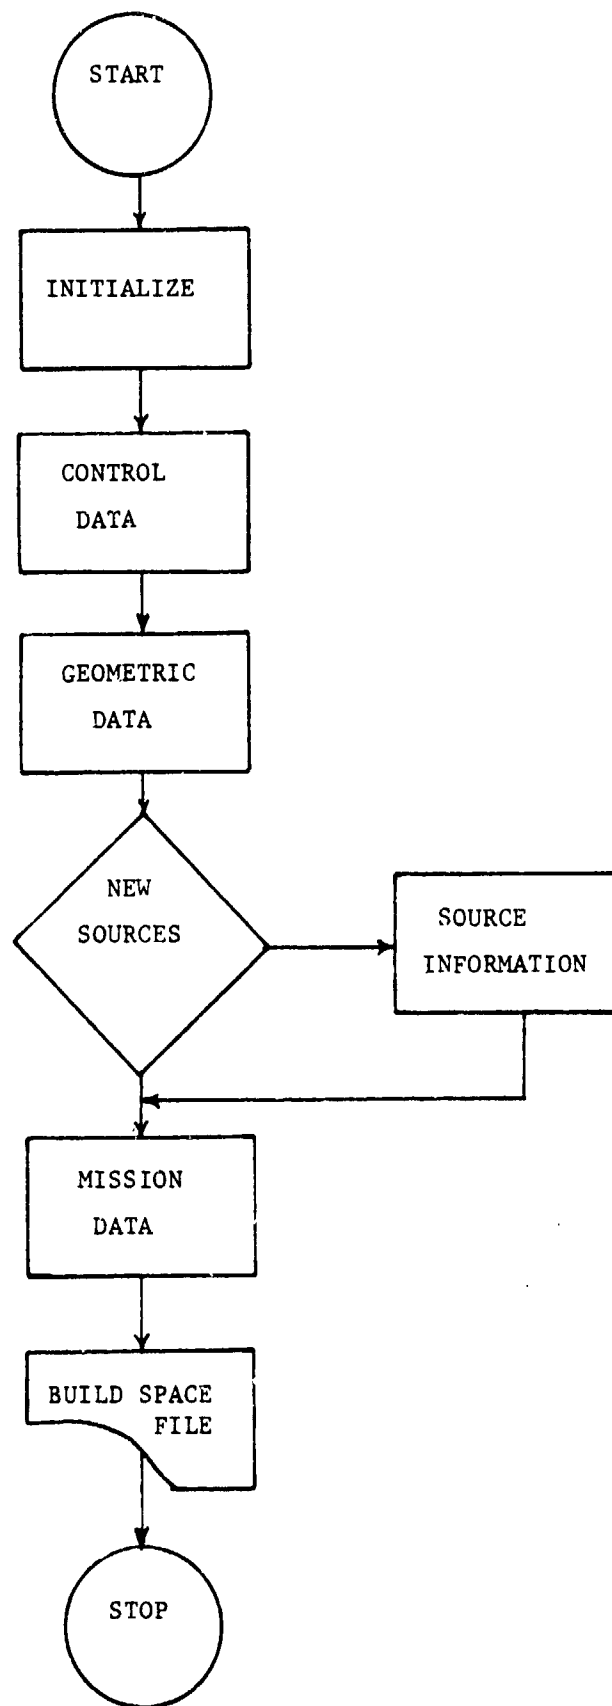 START
INITIALIZE
CONTROL
DATA
GEOMETRIC
DATA
NEW
SOURCES
SOURCE
INFORMATION
MISSION
DATA
BUILD SPACE
FILE
STOP